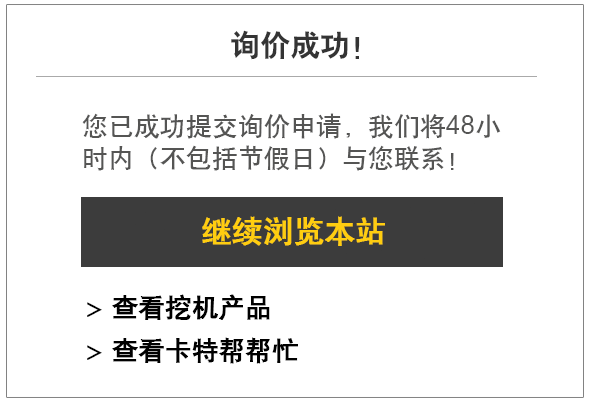 询价成功!
您已成功提交询价申请，我们将48小
时内（不包括节假日）与您联系!
继续浏览本站
> 查看挖机产品
> 查看卡特帮帮忙